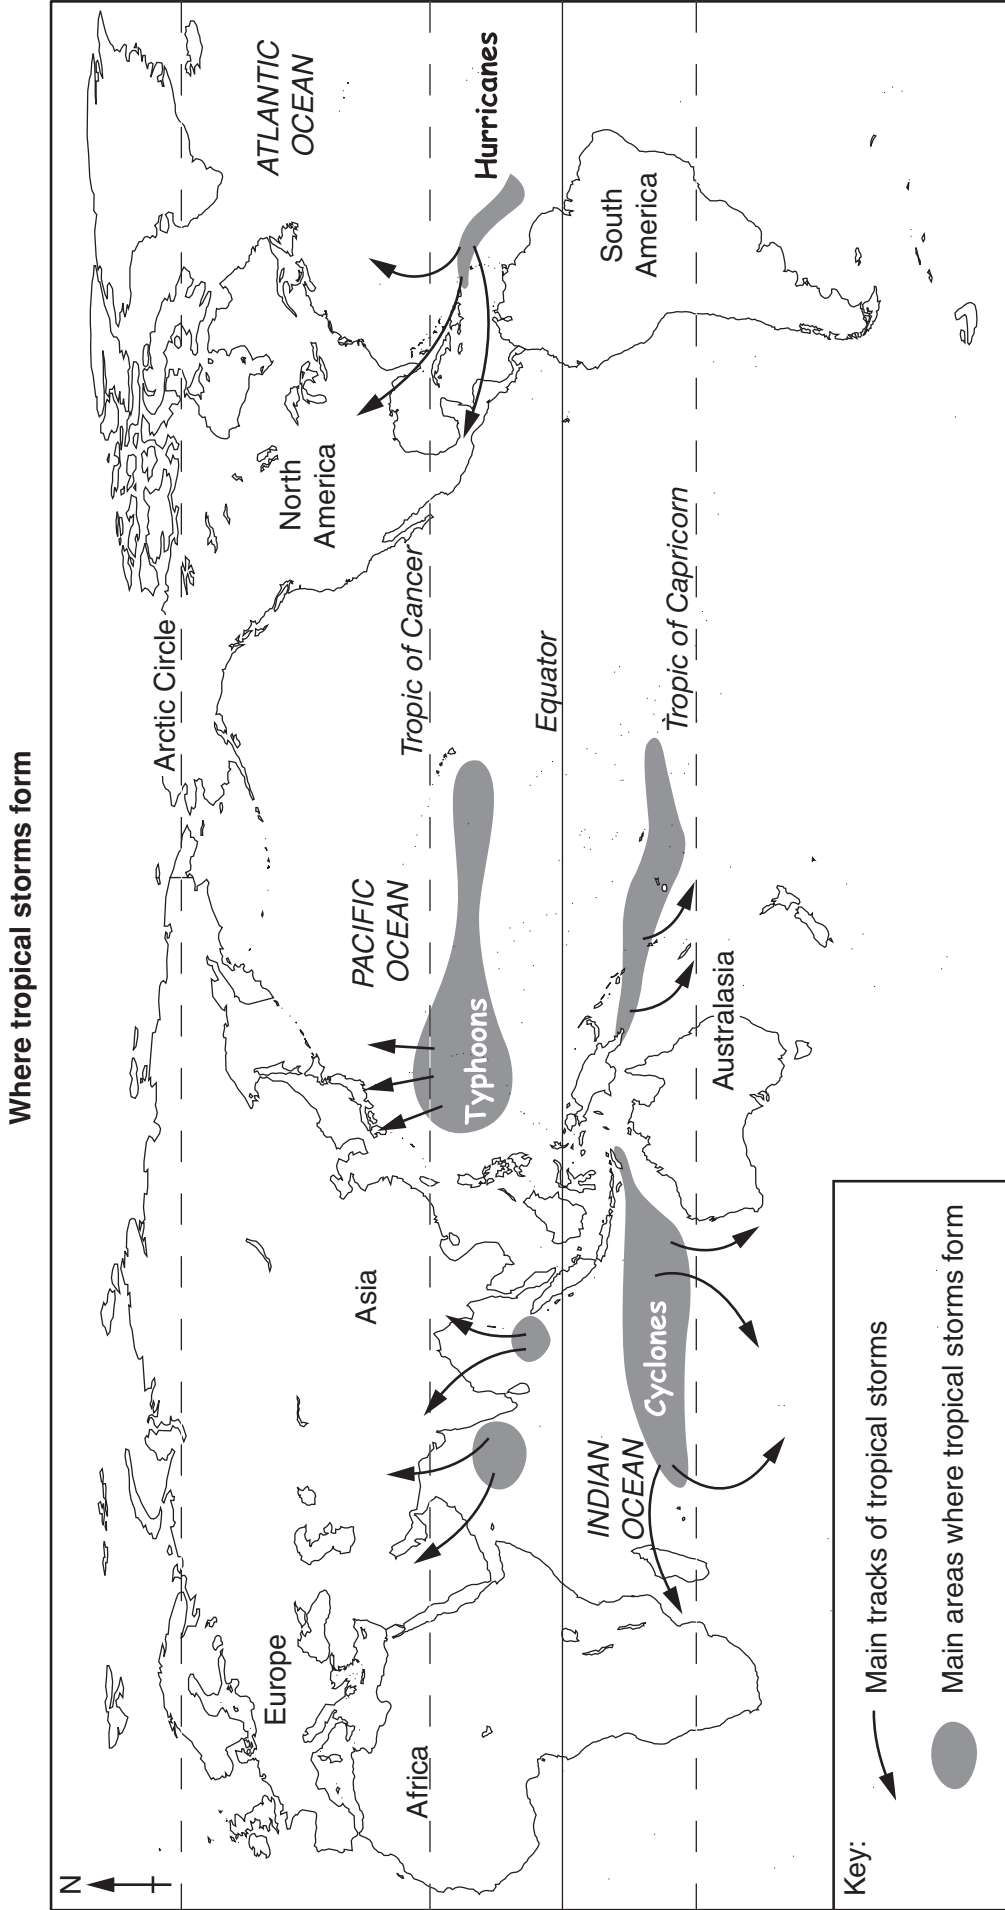 Where tropical storms form
N
Arctic Circle
ATLANTIC
OCEAN
Europe
Asia
North
America
PACIFIC
OCEAN
Africa
Tropic of Cancer
Typhoons
Hurricanes
Equator
INDIAN
OCEAN
Cyclones
South
America
Tropic of Capricorn
Australasia
Key:
Main tracks of tropical storms
Main areas where tropical storms form